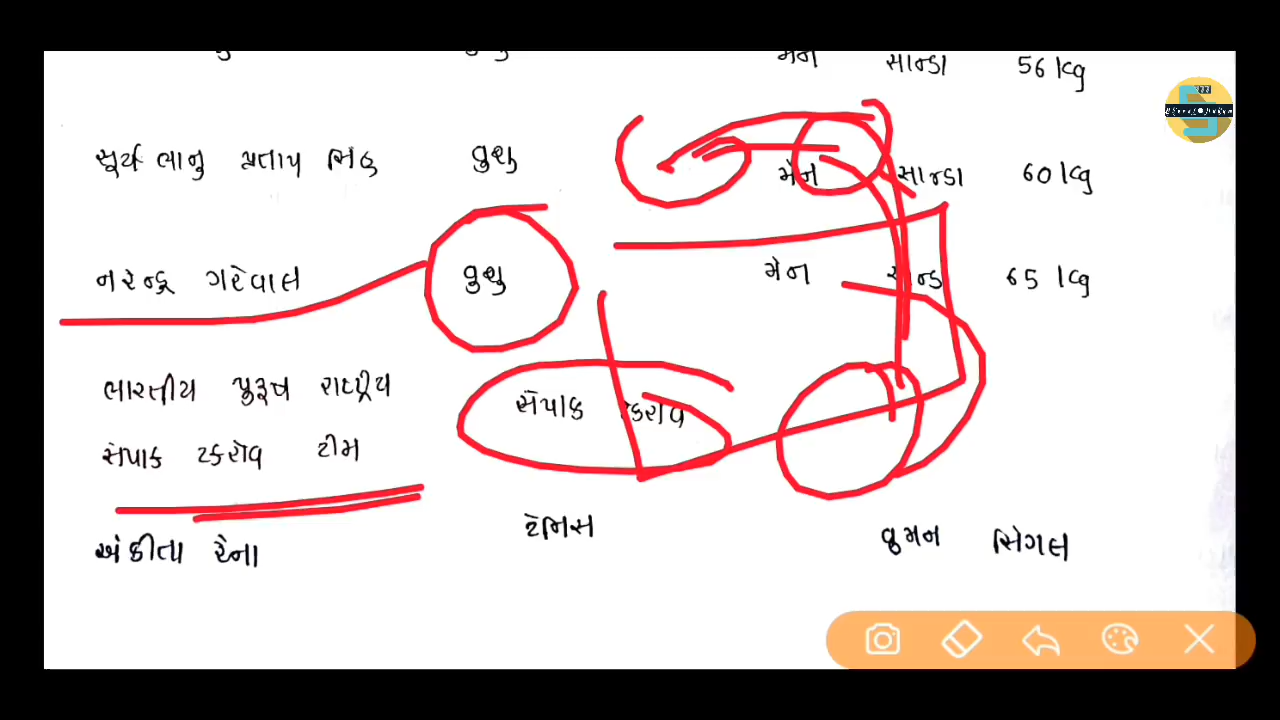 મેન સાન્ડા 56 kg
સૂર્ય ભાનુ પ્રતાપ સિંહ વુશુ મેન સાન્ડા 60 kg
નરેન્દ્ર ગરેવાલ વુશુ મેન સાન્ડા 65 kg
ભારતીય પુરૂષ રાષ્ટ્રીય સેપાક ટકરાવ
સેપાક ટકરાૅવ ટીમ
અંકીતા રૈના ટેનિસ વુમન સિંગલ